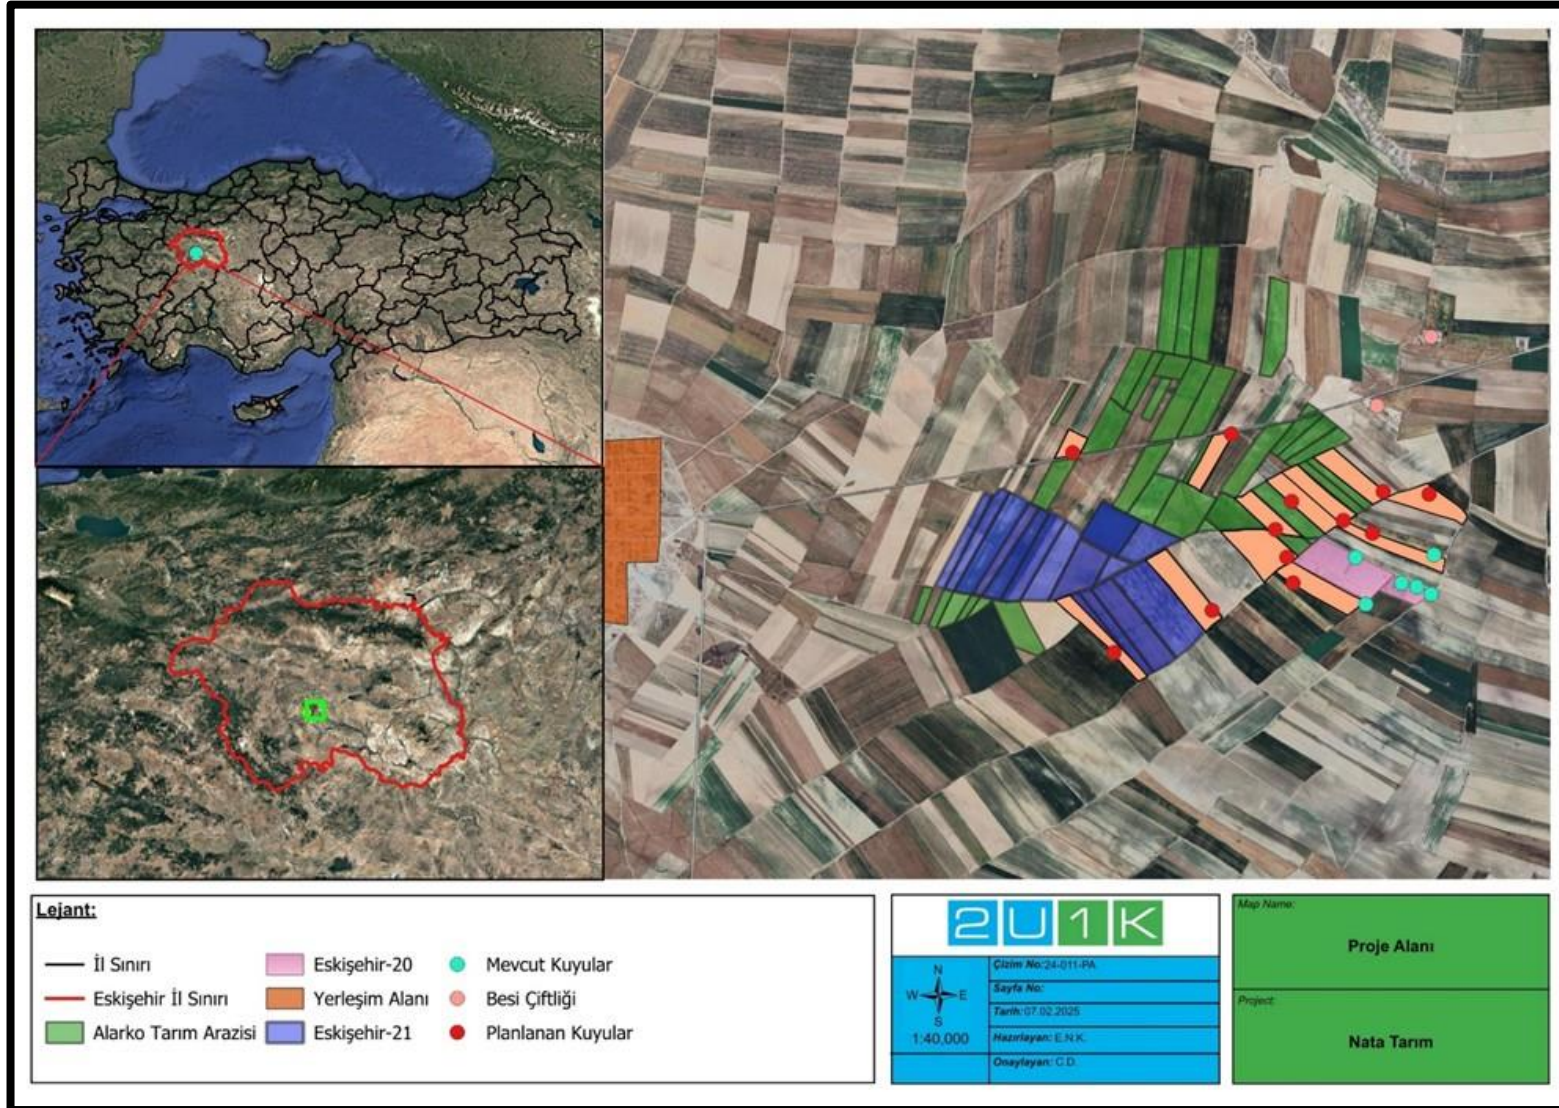 Lejant:
İl Sınırı
Eskişehir İl Sınırı
Alarko Tarım Arazisi
Eskişehir-20
Yerleşim Alanı
Eskişehir-21
Mevcut Kuyular
Besi Çiftliği
Planlanan Kuyular
2U1K
N
W E
S
1:40,000
Çizim No:24-011-PA
Sayfa No:
Tarih:07.02.2025
Hazırlayan: E.N.K.
Onaylayan: C.D.
Map Name:
Proje Alanı
Project:
Nata Tarım